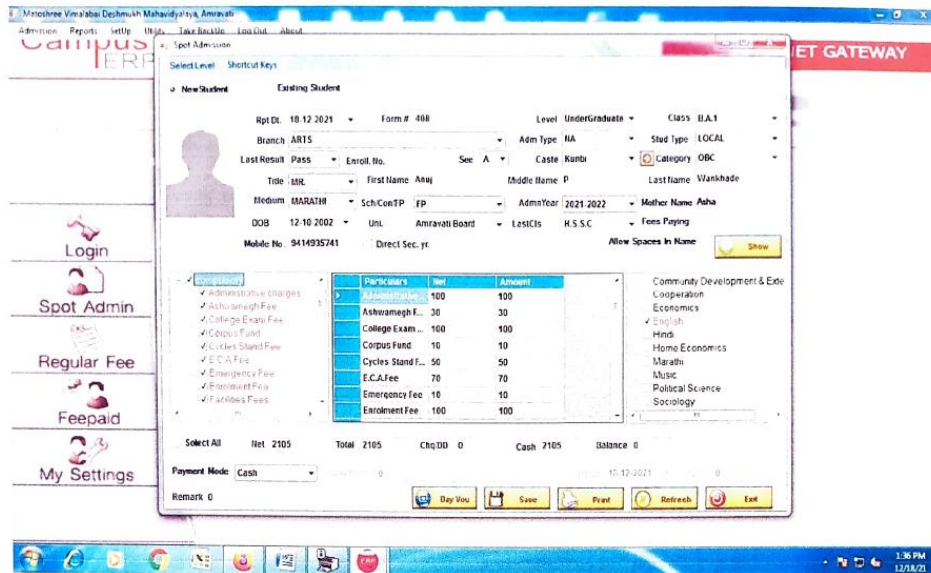 Matoshree Vimalabai Deshmukh Mahavidyalaya, Amravati
Admission Reports SetUp Utility Take BackUp Log Out About
Campus ERP
ET GATEWAY
Spot Admission
Select Level Shortcut Keys
New Student Existing Student
Rpt Dt. 18-12-2021 Form # 408 Level UnderGraduate Class B.A.1
Branch ARTS Adm Type NA Stud Type LOCAL
Last Result Pass Enroll. No. Sec A Caste Kunbi Category OBC
Title MR. First Name Anuj Middle Name P Last Name Wankhade
Medium MARATHI Sch/ConTP FP AdmnYear 2021-2022 Mother Name Asha
DOB 12-10-2002 Uni. Amravati Board LastCls H.S.S.C Fees Paying
Mobile No. 9414935741 Direct Sec. yr. Allow Spaces In Name Show
Login
Spot Admin
Regular Fee
Feepaid
My Settings
Administrative charges
Ashwamegh Fee
College Exam Fee
Corpus Fund
Cycles Stand Fee
E.C.A.Fee
Emergency Fee
Enrolment Fee
Facilities Fees
Particulars Net Amount
Administrative... 100 100
Ashwamegh F... 30 30
College Exam ... 100 100
Corpus Fund 10 10
Cycles Stand F... 50 50
E.C.A.Fee 70 70
Emergency Fee 10 10
Enrolment Fee 100 100
Community Development & Exte
Cooperation
Economics
English
Hindi
Home Economics
Marathi
Music
Political Science
Sociology
Select All Net 2105 Total 2105 Chq/DD 0 Cash 2105 Balance 0
Payment Mode Cash 0 18-12-2021 0
Remark 0 Day Vou Save Print Refresh Exit
1:36 PM
12/18/21